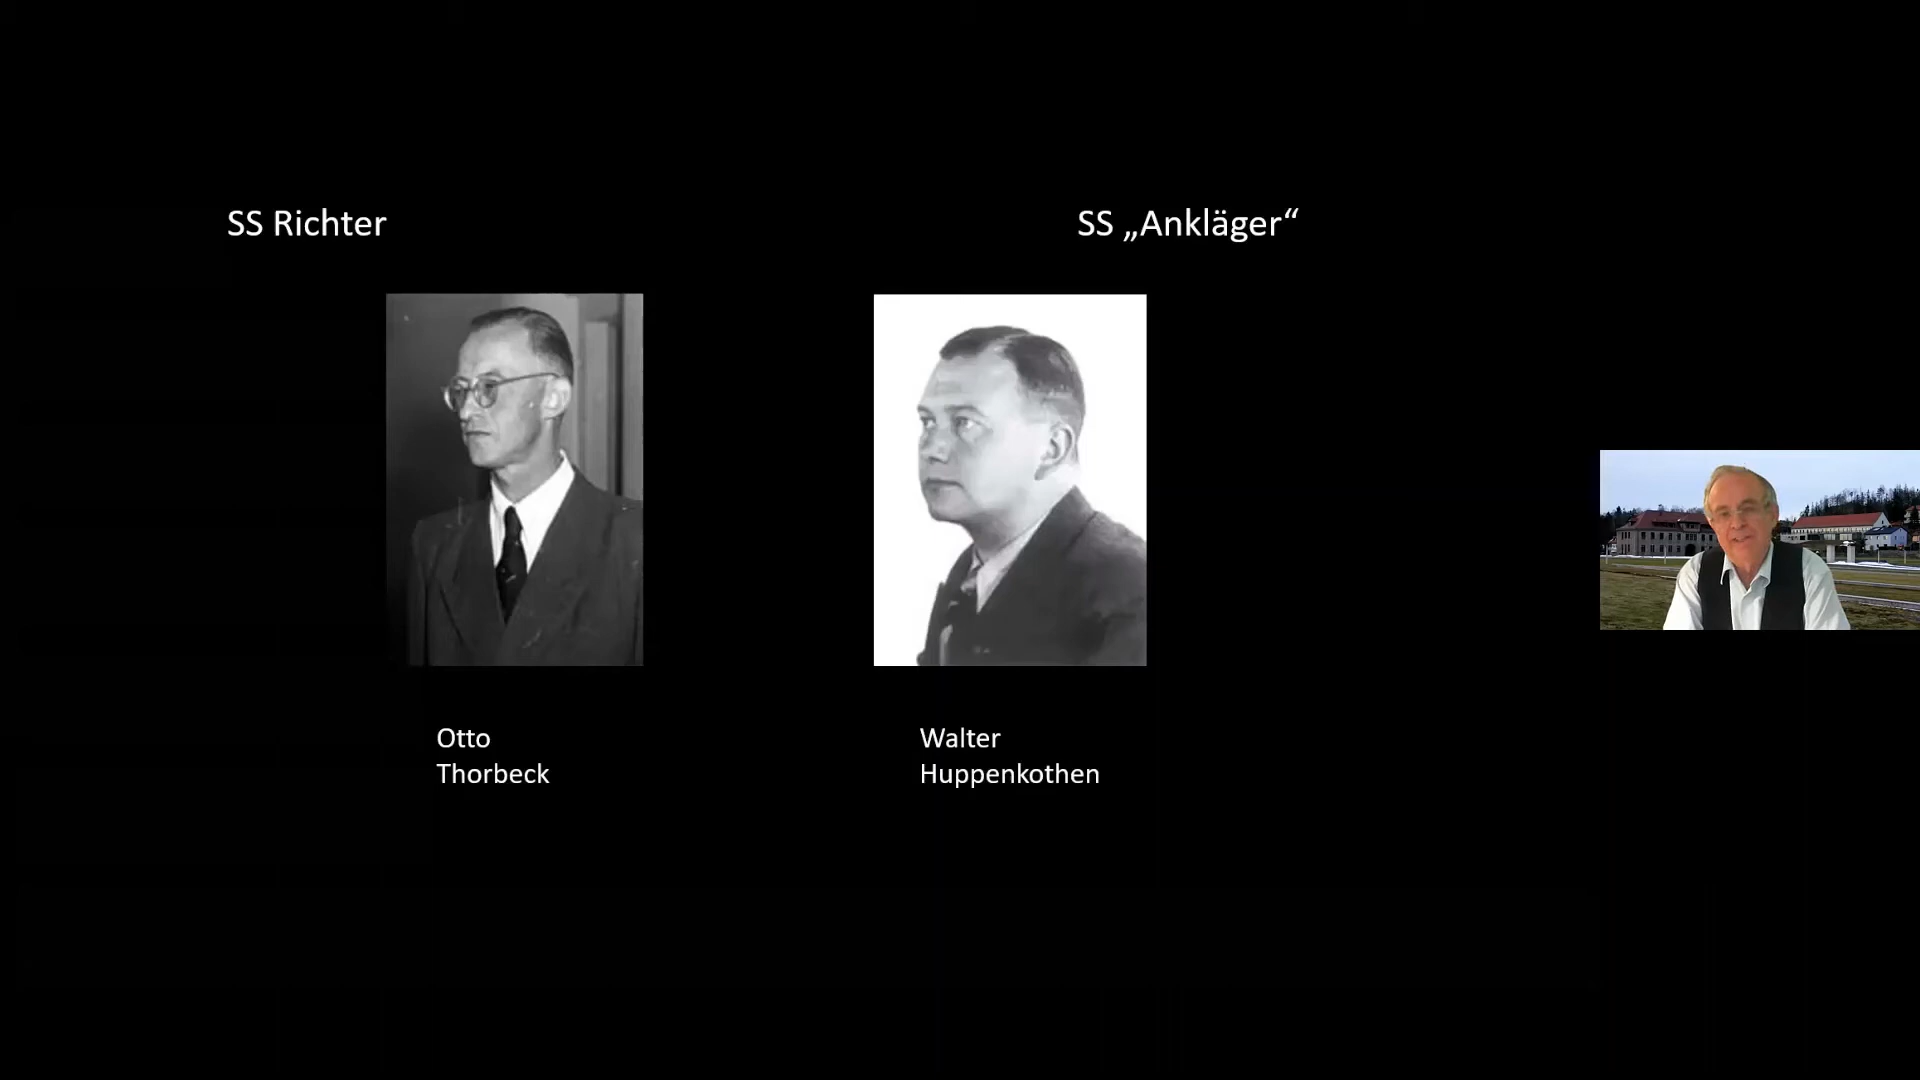 SS Richter
SS „Ankläger“
Otto
Thorbeck
Walter
Huppenkothen